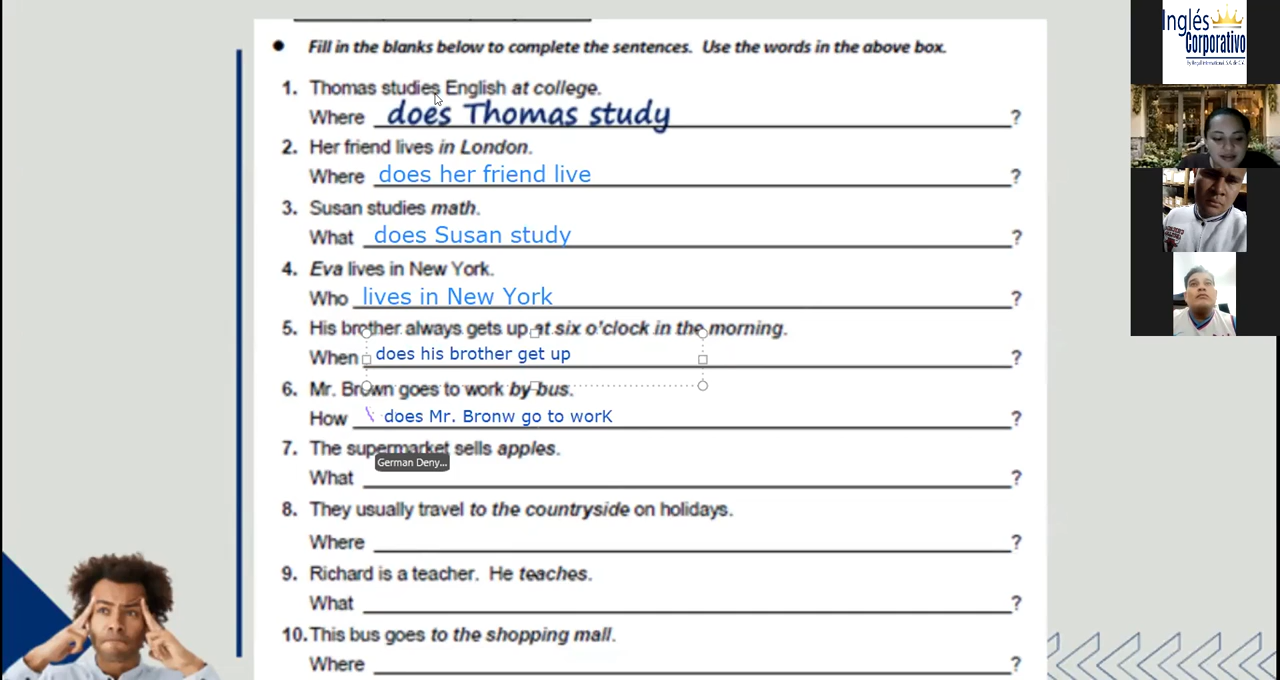 Fill in the blanks below to complete the sentences. Use the words in the above box.
1. Thomas studies English at college.
Where does Thomas study ?
2. Her friend lives in London.
Where does her friend live ?
3. Susan studies math.
What does Susan study ?
4. Eva lives in New York.
Who lives in New York ?
5. His brother always gets up at six o'clock in the morning.
When does his brother get up ?
6. Mr. Brown goes to work by bus.
How does Mr. Bronw go to worK ?
7. The supermarket sells apples.
German Deny...
What ?
8. They usually travel to the countryside on holidays.
Where ?
9. Richard is a teacher. He teaches.
What ?
10. This bus goes to the shopping mall.
Where ?
Inglés
Corporativo